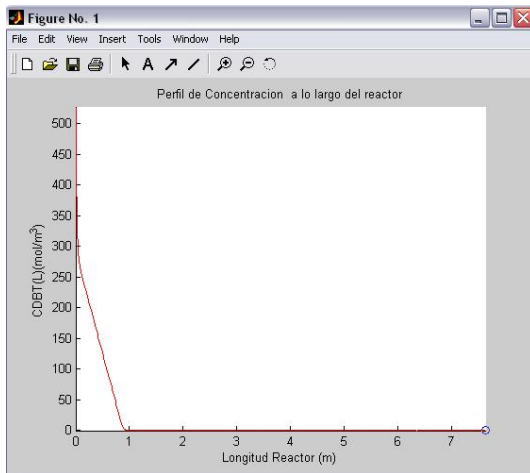 Figure No. 1
File Edit View Insert Tools Window Help
A
Perfil de Concentracion a lo largo del reactor
500
450
400
350
300
250
200
150
100
50
0
CDBT(L)(mol/m³)
0 1 2 3 4 5 6 7
Longitud Reactor (m)